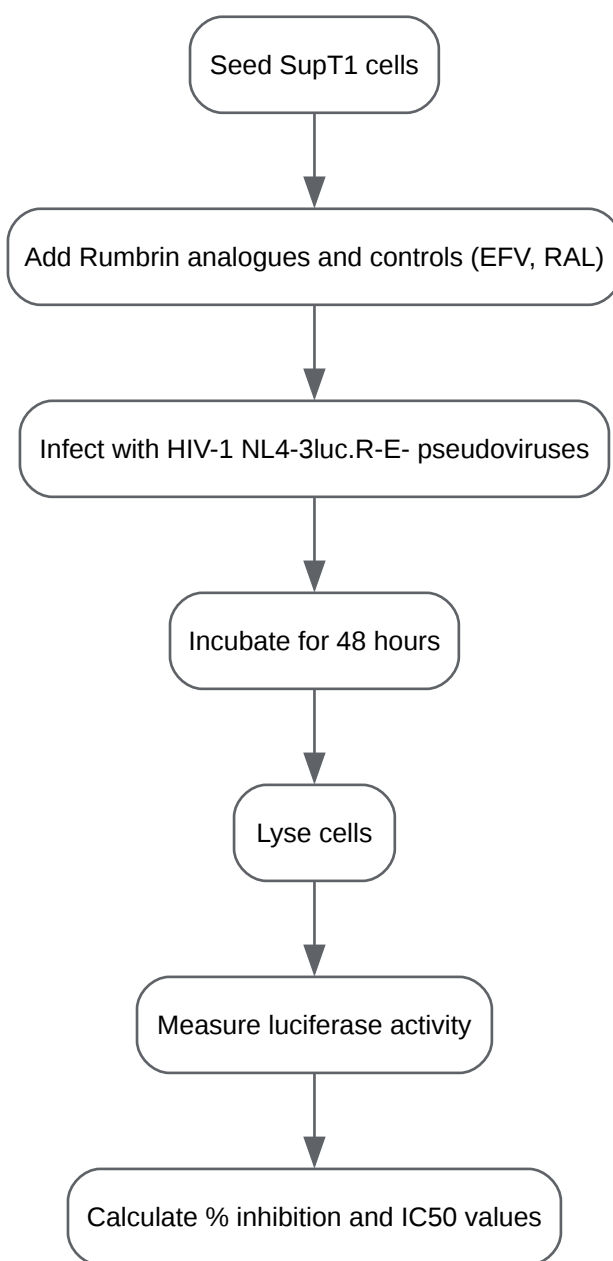 Seed SupT1 cells
Add Rumbrin analogues and controls (EFV, RAL)
Infect with HIV-1 NL4-3luc.R-E- pseudoviruses
Incubate for 48 hours
Lyse cells
Measure luciferase activity
Calculate % inhibition and IC50 values